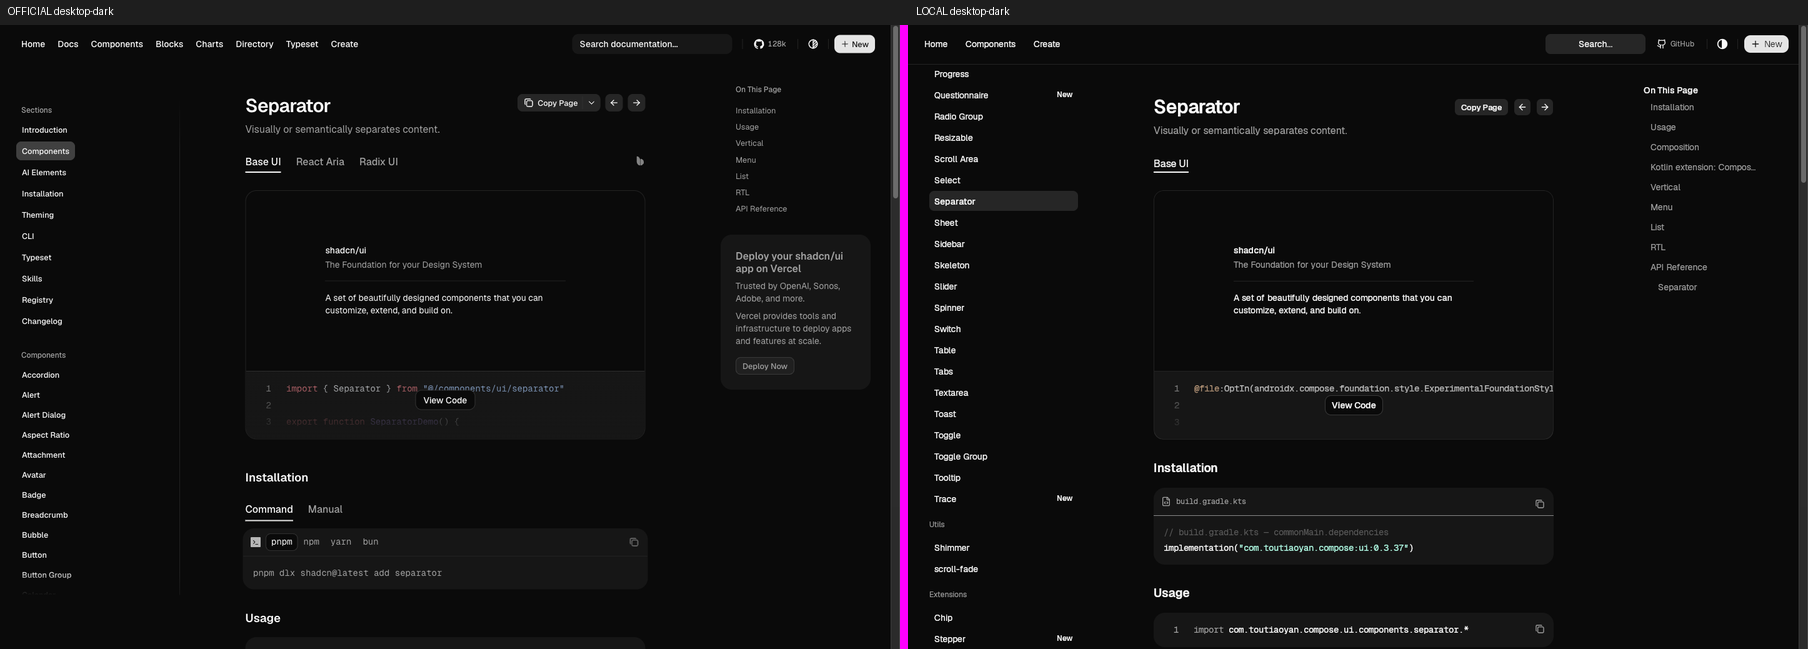 OFFICIAL desktop-dark
Home Docs Components Blocks Charts Directory Typeset Create
Search documentation...
128k
+ New
Sections
Introduction
Components
AI Elements
Installation
Theming
CLI
Typeset
Skills
Registry
Changelog
Components
Accordion
Alert
Alert Dialog
Aspect Ratio
Attachment
Avatar
Badge
Breadcrumb
Bubble
Button
Button Group
Separator
Copy Page
Visually or semantically separates content.
Base UI React Aria Radix UI
shadcn/ui
The Foundation for your Design System
A set of beautifully designed components that you can
customize, extend, and build on.
1 import { Separator } from "@/components/ui/separator"
2
View Code
3 export function SeparatorDemo() {
Installation
Command Manual
pnpm npm yarn bun
pnpm dlx shadcn@latest add separator
Usage
On This Page
Installation
Usage
Vertical
Menu
List
RTL
API Reference
Deploy your shadcn/ui
app on Vercel
Trusted by OpenAI, Sonos,
Adobe, and more.
Vercel provides tools and
infrastructure to deploy apps
and features at scale.
Deploy Now
LOCAL desktop-dark
Home Components Create
Search...
GitHub
+ New
Progress
Questionnaire New
Radio Group
Resizable
Scroll Area
Select
Separator
Sheet
Sidebar
Skeleton
Slider
Spinner
Switch
Table
Tabs
Textarea
Toast
Toggle
Toggle Group
Tooltip
Trace New
Utils
Shimmer
scroll-fade
Extensions
Chip
Stepper New
Separator
Copy Page
Visually or semantically separates content.
Base UI
shadcn/ui
The Foundation for your Design System
A set of beautifully designed components that you can
customize, extend, and build on.
1 @file:OptIn(androidx.compose.foundation.style.ExperimentalFoundationStyl
2
View Code
3
Installation
build.gradle.kts
// build.gradle.kts — commonMain.dependencies
implementation("com.toutiaoyan.compose:ui:0.3.37")
Usage
1 import com.toutiaoyan.compose.ui.components.separator.*
On This Page
Installation
Usage
Composition
Kotlin extension: Compos...
Vertical
Menu
List
RTL
API Reference
Separator